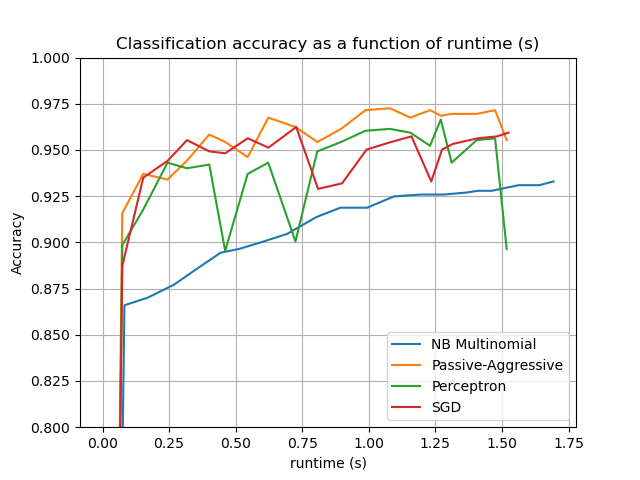 Classification accuracy as a function of runtime (s)
1.000
0.975
0.950
0.925
0.900
0.875
0.850
0.825
0.800
Accuracy
NB Multinomial
Passive-Aggressive
Perceptron
SGD
0.00 0.25 0.50 0.75 1.00 1.25 1.50 1.75
runtime (s)